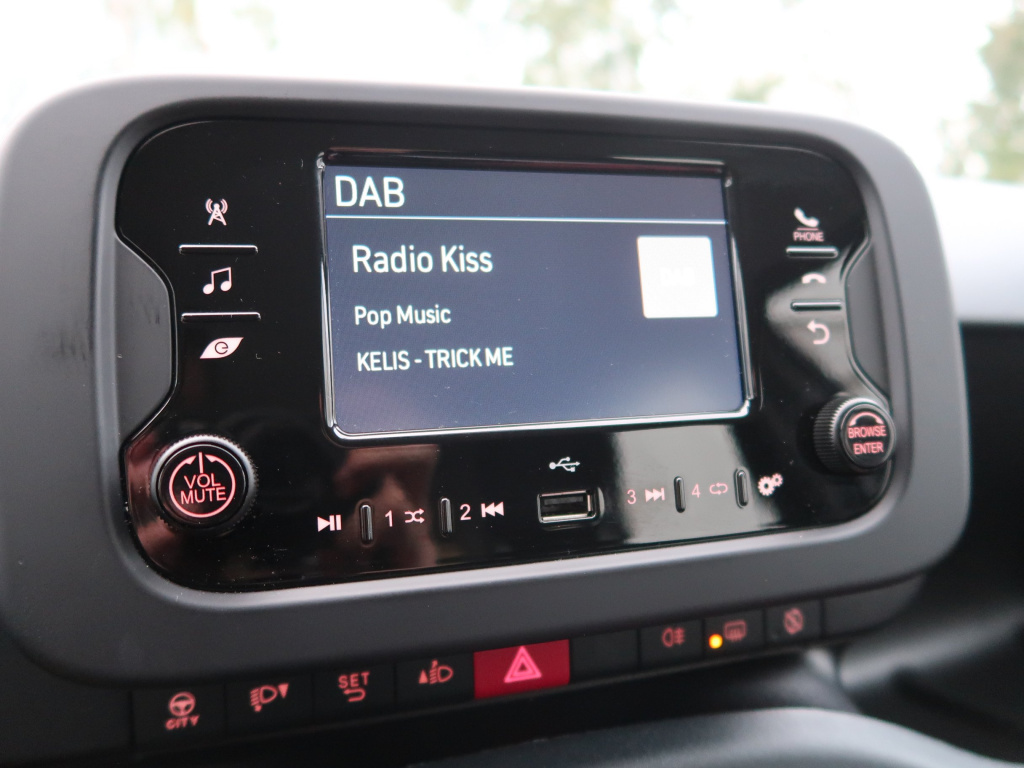 DAB
Radio Kiss
Pop Music
KELIS - TRICK ME
PHONE
VOL
MUTE
BROWSE
ENTER
1
2
3
4
CITY
SET